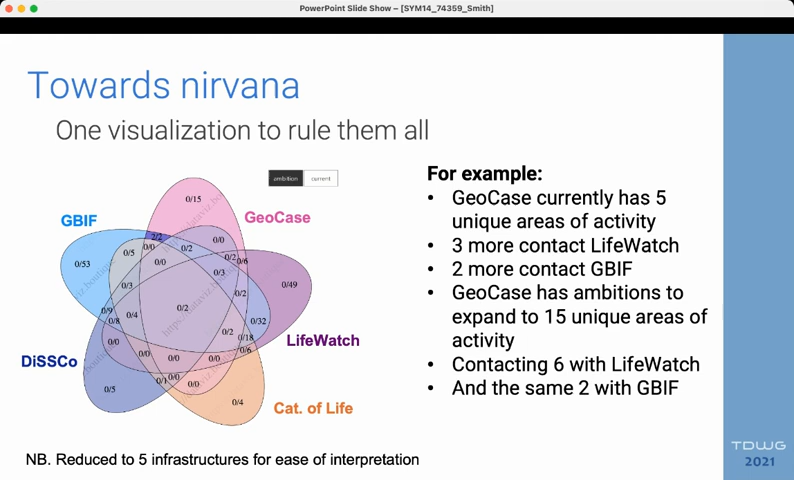 PowerPoint Slide Show – [SYM14_74359_Smith]
Towards nirvana
One visualization to rule them all
ambition current
GBIF
GeoCase
LifeWatch
DiSSCo
Cat. of Life
0/15
2/2
0/0
0/0
0/5
0/2
0/2
0/6
0/53
0/0
0/3
0/49
0/3
0/2
0/9
0/8
0/4
0/2
0/32
0/2
0/18
0/0
0/6
0/0
0/0
0/0
0/1
0/0
0/0
0/5
0/4
For example:
• GeoCase currently has 5
unique areas of activity
• 3 more contact LifeWatch
• 2 more contact GBIF
• GeoCase has ambitions to
expand to 15 unique areas of
activity
• Contacting 6 with LifeWatch
• And the same 2 with GBIF
NB. Reduced to 5 infrastructures for ease of interpretation
TDWG
2021